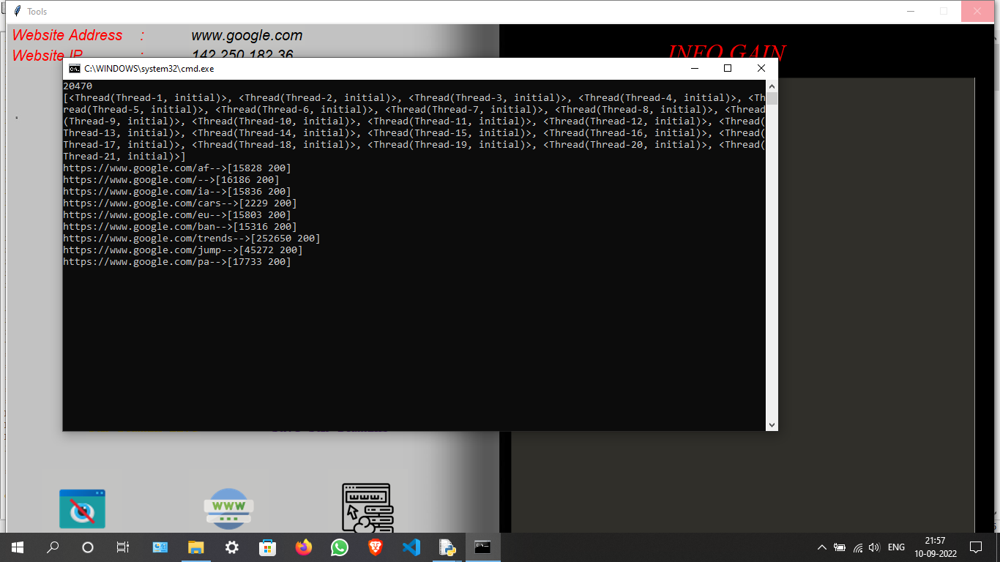 Tools
Website Address : www.google.com
Website IP : 142.250.182.36
INFO GAIN
C:\WINDOWS\system32\cmd.exe
20470
[<Thread(Thread-1, initial)>, <Thread(Thread-2, initial)>, <Thread(Thread-3, initial)>, <Thread(Thread-4, initial)>, <Th
read(Thread-5, initial)>, <Thread(Thread-6, initial)>, <Thread(Thread-7, initial)>, <Thread(Thread-8, initial)>, <Thread
(Thread-9, initial)>, <Thread(Thread-10, initial)>, <Thread(Thread-11, initial)>, <Thread(Thread-12, initial)>, <Thread(
Thread-13, initial)>, <Thread(Thread-14, initial)>, <Thread(Thread-15, initial)>, <Thread(Thread-16, initial)>, <Thread(
Thread-17, initial)>, <Thread(Thread-18, initial)>, <Thread(Thread-19, initial)>, <Thread(Thread-20, initial)>, <Thread(
Thread-21, initial)>]
https://www.google.com/af-->[15828 200]
https://www.google.com/-->[16186 200]
https://www.google.com/ia-->[15836 200]
https://www.google.com/cars-->[2229 200]
https://www.google.com/eu-->[15803 200]
https://www.google.com/ban-->[15316 200]
https://www.google.com/trends-->[252650 200]
https://www.google.com/jump-->[45272 200]
https://www.google.com/pa-->[17733 200]
WWW
www.
ENG
21:57
10-09-2022